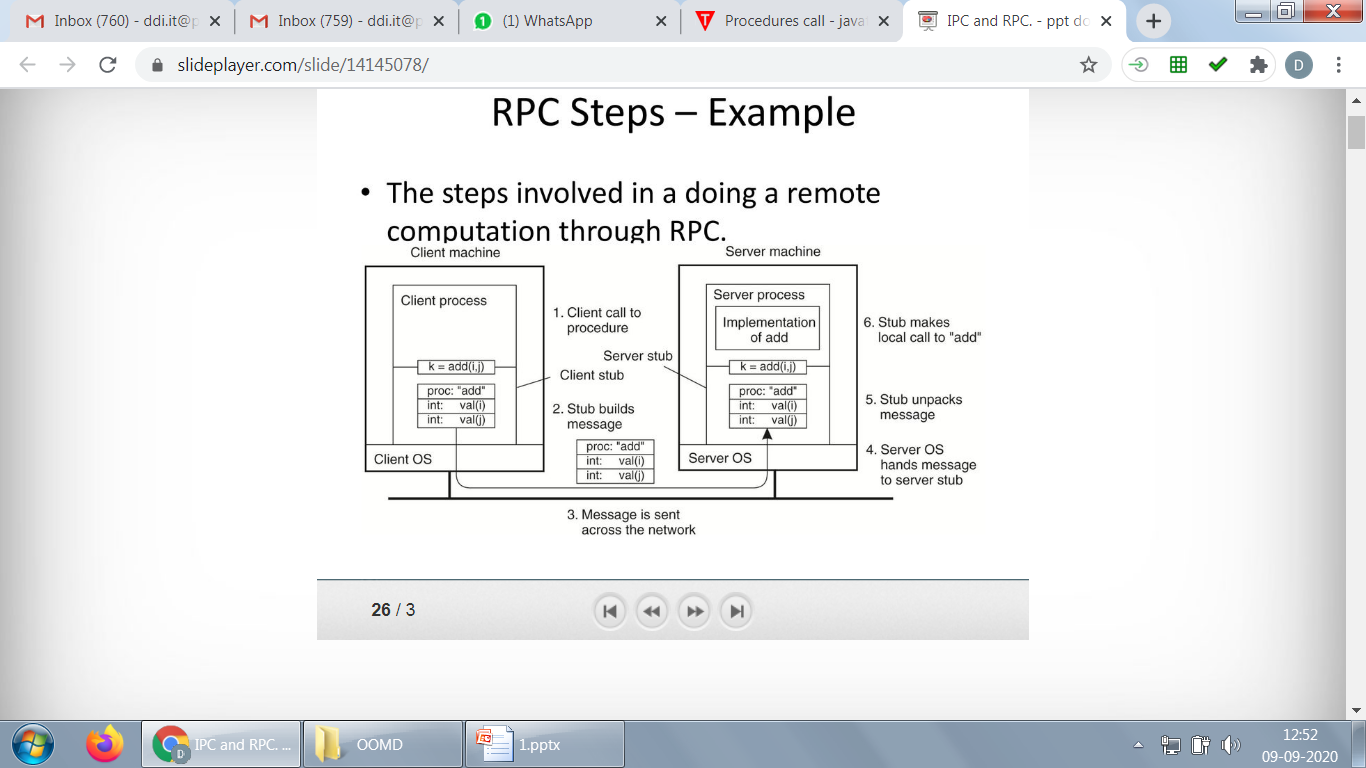 Inbox (760) - ddi.it@p
Inbox (759) - ddi.it@p
(1) WhatsApp
Procedures call - java
IPC and RPC. - ppt do
slideplayer.com/slide/14145078/
D
RPC Steps – Example
• The steps involved in a doing a remote
computation through RPC.
Client machine
Client process
k = add(i,j)
proc: "add"
int: val(i)
int: val(j)
Client OS
1. Client call to
procedure
Server stub
Client stub
2. Stub builds
message
proc: "add"
int: val(i)
int: val(j)
3. Message is sent
across the network
Server machine
Server process
Implementation
of add
k = add(i,j)
proc: "add"
int: val(i)
int: val(j)
Server OS
6. Stub makes
local call to "add"
5. Stub unpacks
message
4. Server OS
hands message
to server stub
26 / 3
D
IPC and RPC. ...
OOMD
1.pptx
12:52
09-09-2020